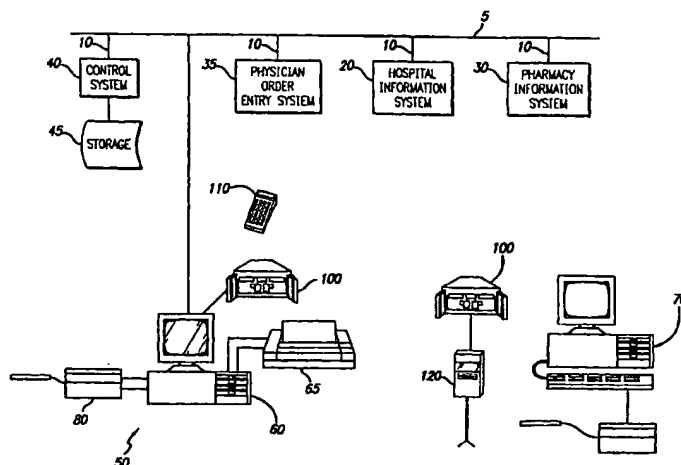 5
10
10
10
10
40
CONTROL
SYSTEM
35
PHYSICIAN
ORDER
ENTRY SYSTEM
20
HOSPITAL
INFORMATION
SYSTEM
30
PHARMACY
INFORMATION
SYSTEM
45
STORAGE
110
100
100
65
120
80
60
50